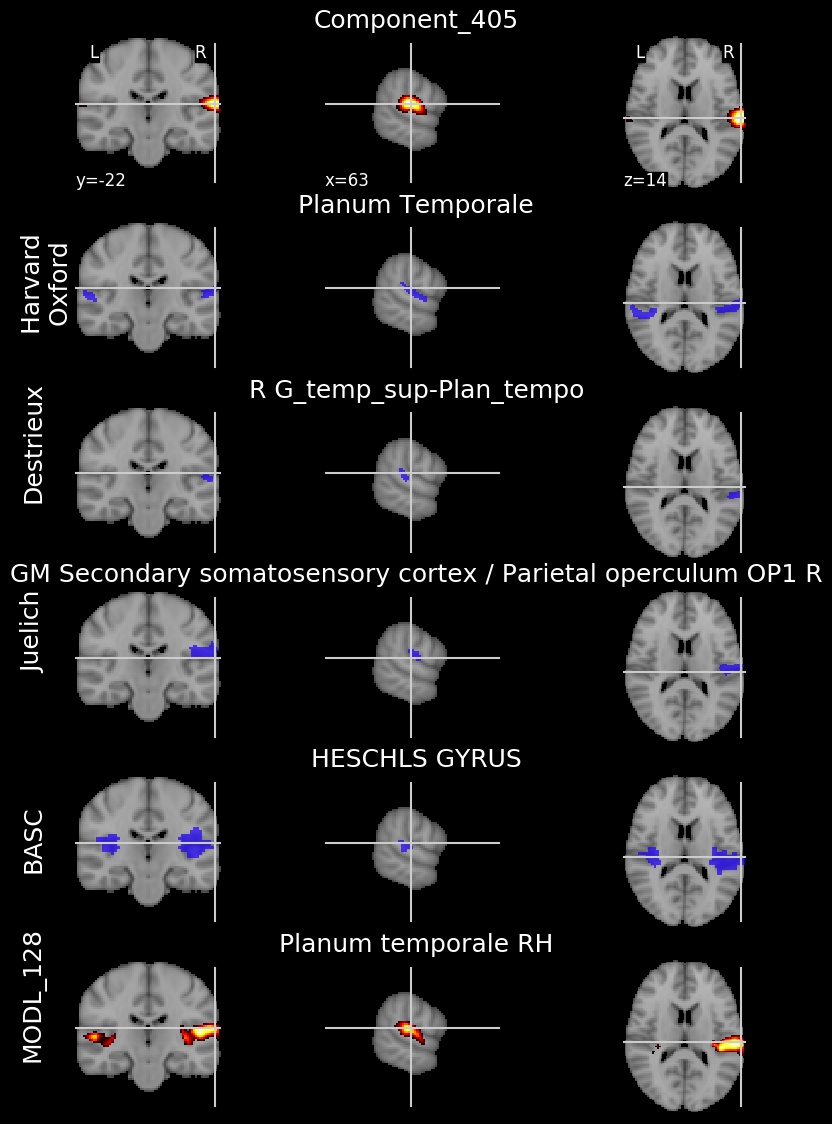 Component_405
L R L R
y=-22 x=63 z=14
Planum Temporale
Harvard
Oxford
R G_temp_sup-Plan_tempo
Destrieux
GM Secondary somatosensory cortex / Parietal operculum OP1 R
Juelich
HESCHLS GYRUS
BASC
Planum temporale RH
MODL_128